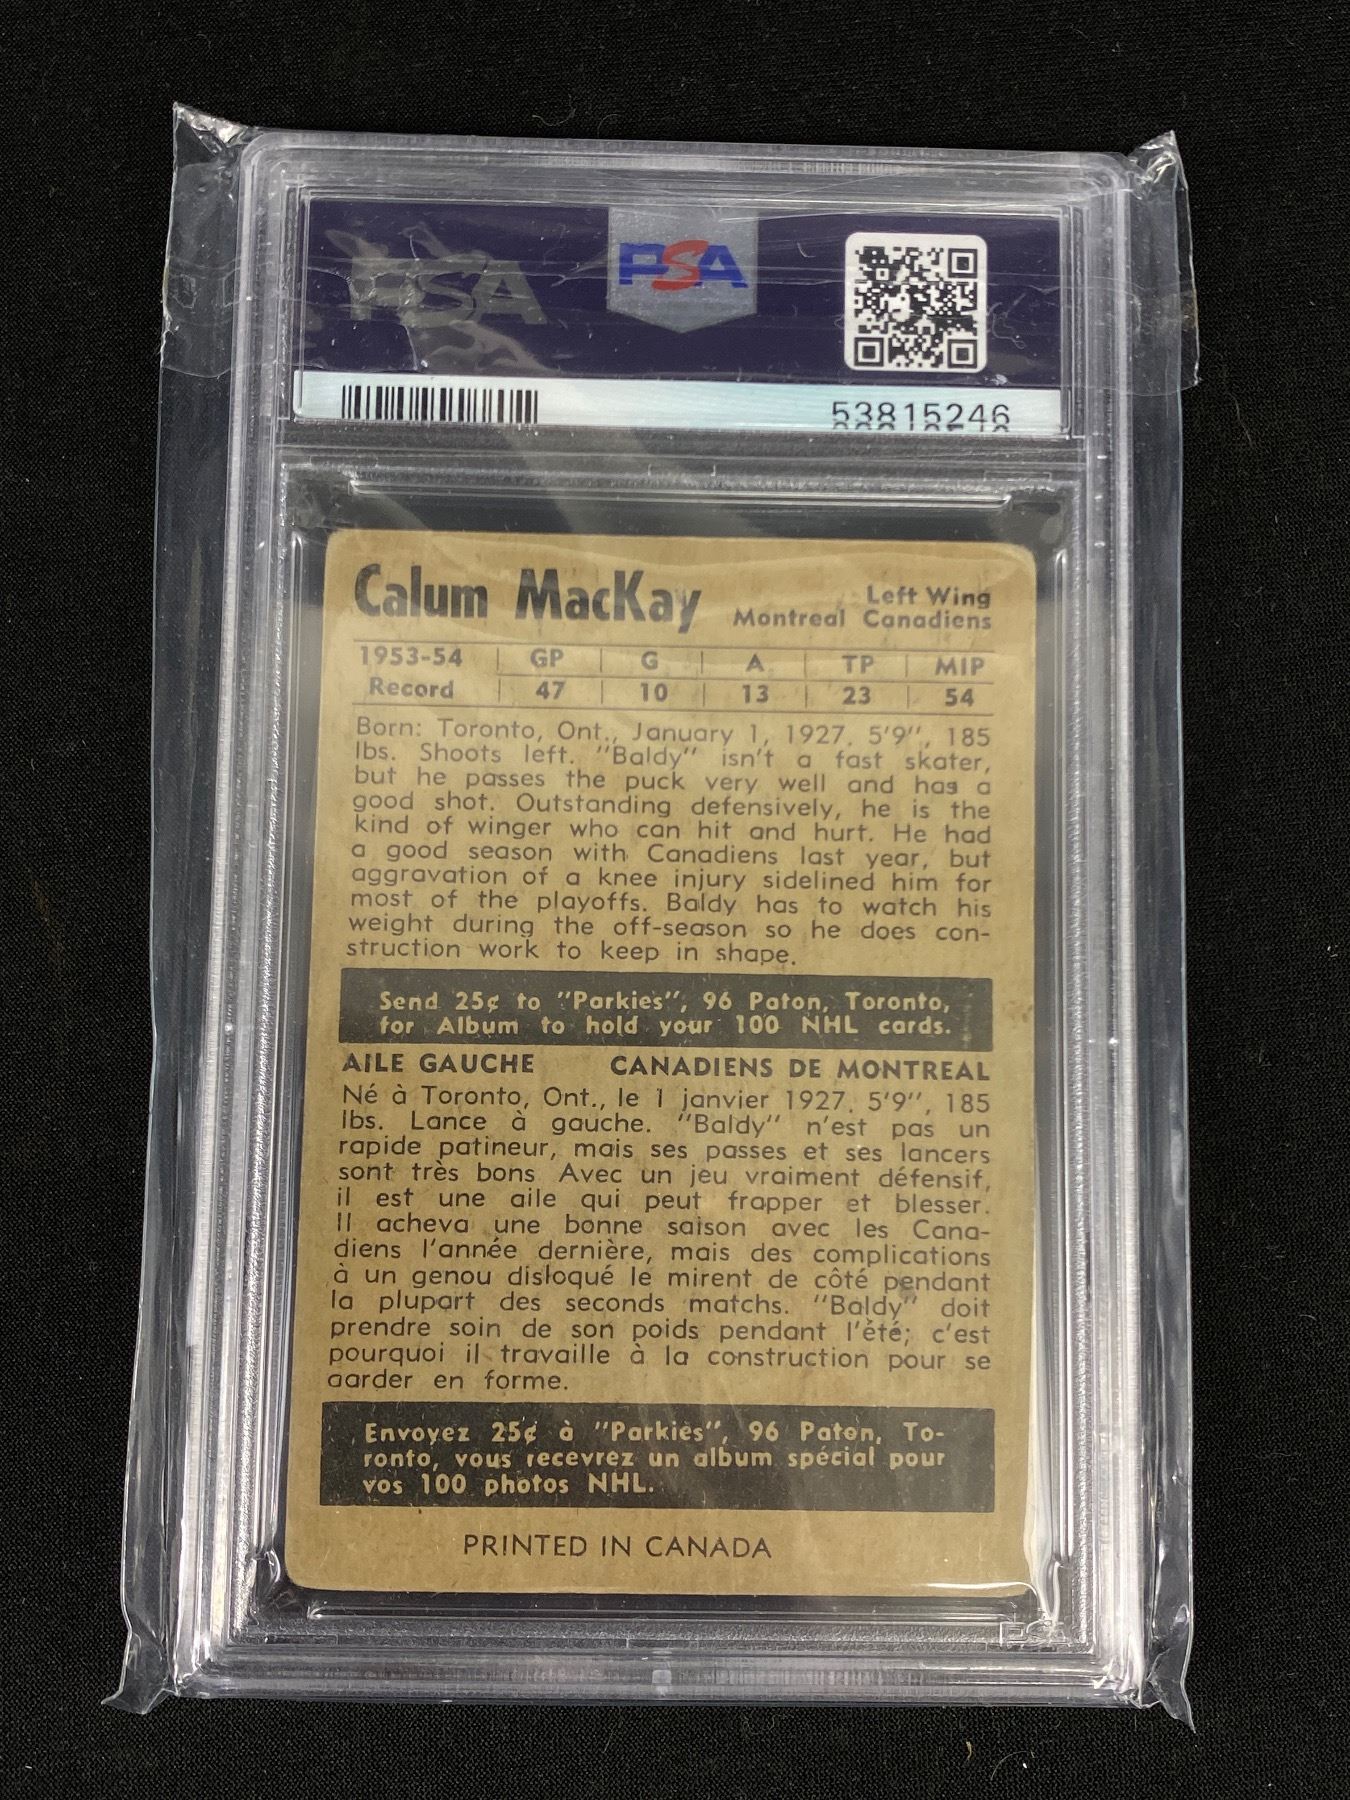 PSA
PSA
53815246
Calum MacKay
Left Wing
Montreal Canadiens
1953-54 | GP | G | A | TP | MIP
Record | 47 | 10 | 13 | 23 | 54
Born: Toronto, Ont., January 1, 1927. 5'9", 185
lbs. Shoots left. "Baldy" isn't a fast skater,
but he passes the puck very well and has a
good shot. Outstanding defensively, he is the
kind of winger who can hit and hurt. He had
a good season with Canadiens last year, but
aggravation of a knee injury sidelined him for
most of the playoffs. Baldy has to watch his
weight during the off-season so he does con-
struction work to keep in shape.
Send 25¢ to "Parkies", 96 Paton, Toronto,
for Album to hold your 100 NHL cards.
AILE GAUCHE CANADIENS DE MONTREAL
Né à Toronto, Ont., le 1 janvier 1927. 5'9", 185
lbs. Lance à gauche. "Baldy" n'est pas un
rapide patineur, mais ses passes et ses lancers
sont très bons Avec un jeu vraiment défensif,
il est une aile qui peut frapper et blesser.
Il acheva une bonne saison avec les Cana-
diens l'année dernière, mais des complications
à un genou disloqué le mirent de côté pendant
la plupart des seconds matchs. "Baldy" doit
prendre soin de son poids pendant l'été; c'est
pourquoi il travaille à la construction pour se
garder en forme.
Envoyez 25¢ à "Parkies", 96 Paton, To-
ronto, vous recevrez un album spécial pour
vos 100 photos NHL.
PRINTED IN CANADA
PSA